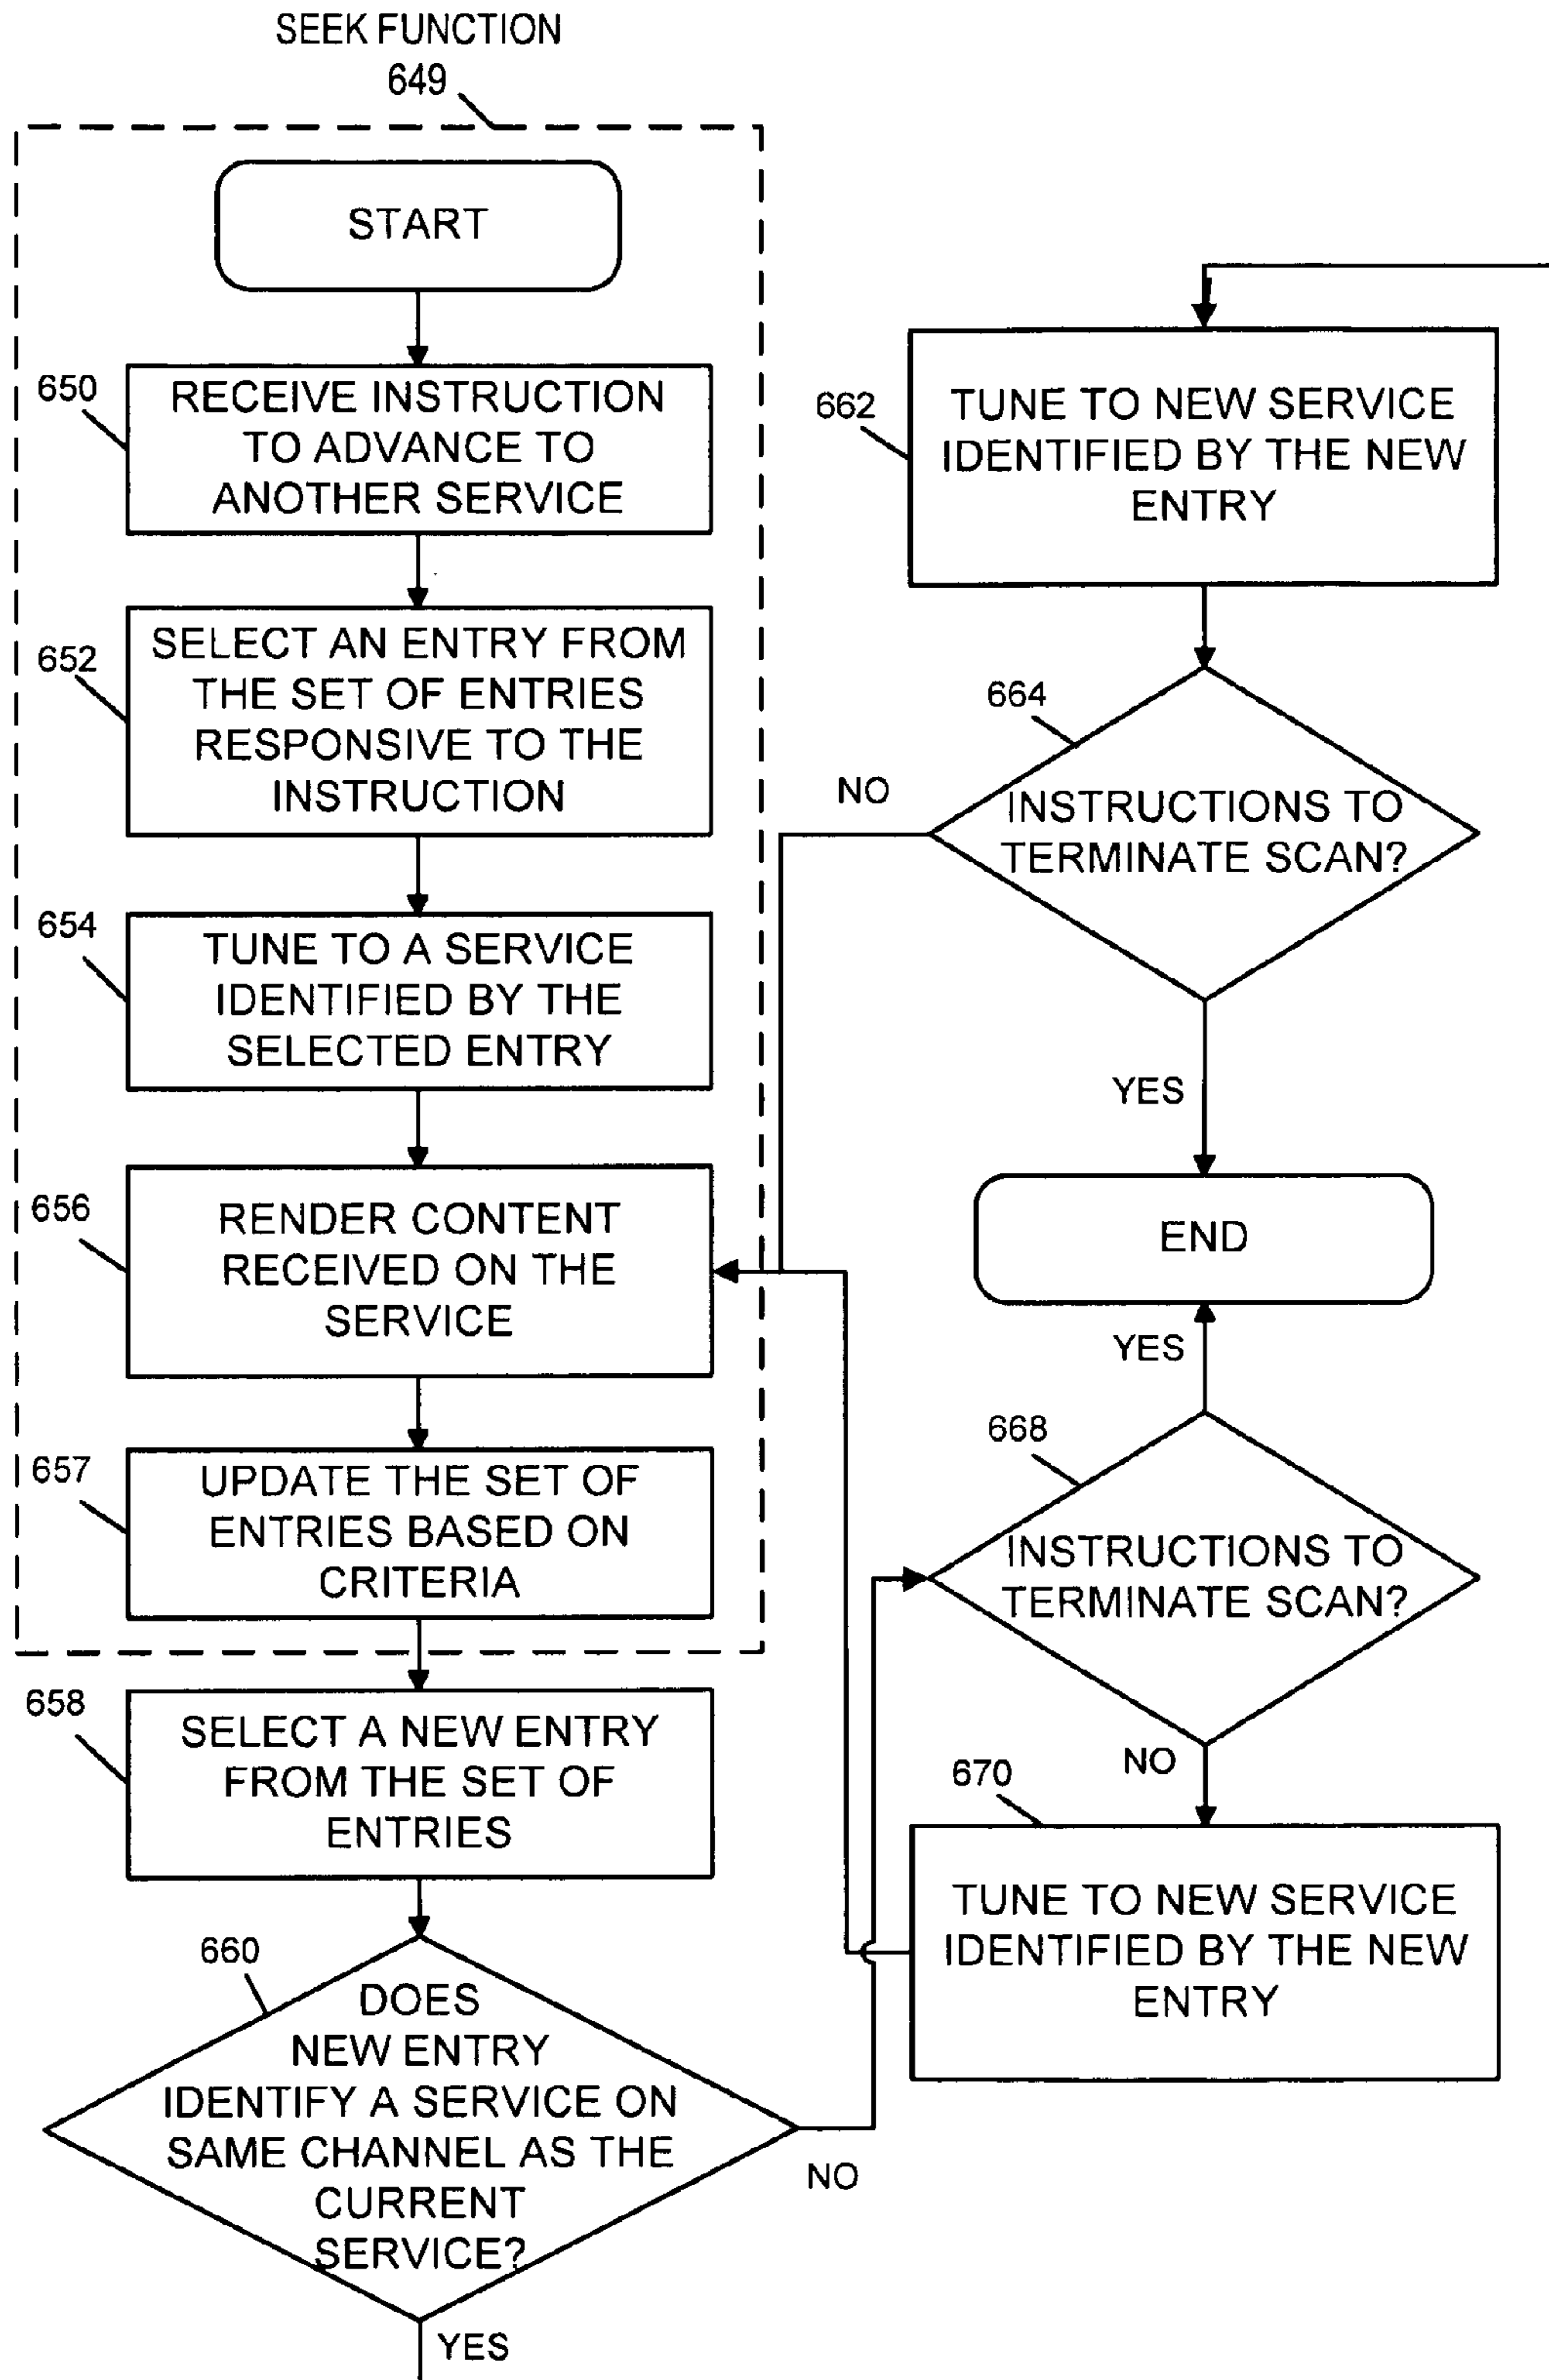 SEEK FUNCTION
649
START
650
RECEIVE INSTRUCTION
TO ADVANCE TO
ANOTHER SERVICE
652
SELECT AN ENTRY FROM
THE SET OF ENTRIES
RESPONSIVE TO THE
INSTRUCTION
654
TUNE TO A SERVICE
IDENTIFIED BY THE
SELECTED ENTRY
656
RENDER CONTENT
RECEIVED ON THE
SERVICE
657
UPDATE THE SET OF
ENTRIES BASED ON
CRITERIA
658
SELECT A NEW ENTRY
FROM THE SET OF
ENTRIES
660
DOES
NEW ENTRY
IDENTIFY A SERVICE ON
SAME CHANNEL AS THE
CURRENT
SERVICE?
NO
YES
662
TUNE TO NEW SERVICE
IDENTIFIED BY THE NEW
ENTRY
664
INSTRUCTIONS TO
TERMINATE SCAN?
NO
YES
END
YES
668
INSTRUCTIONS TO
TERMINATE SCAN?
NO
670
TUNE TO NEW SERVICE
IDENTIFIED BY THE NEW
ENTRY